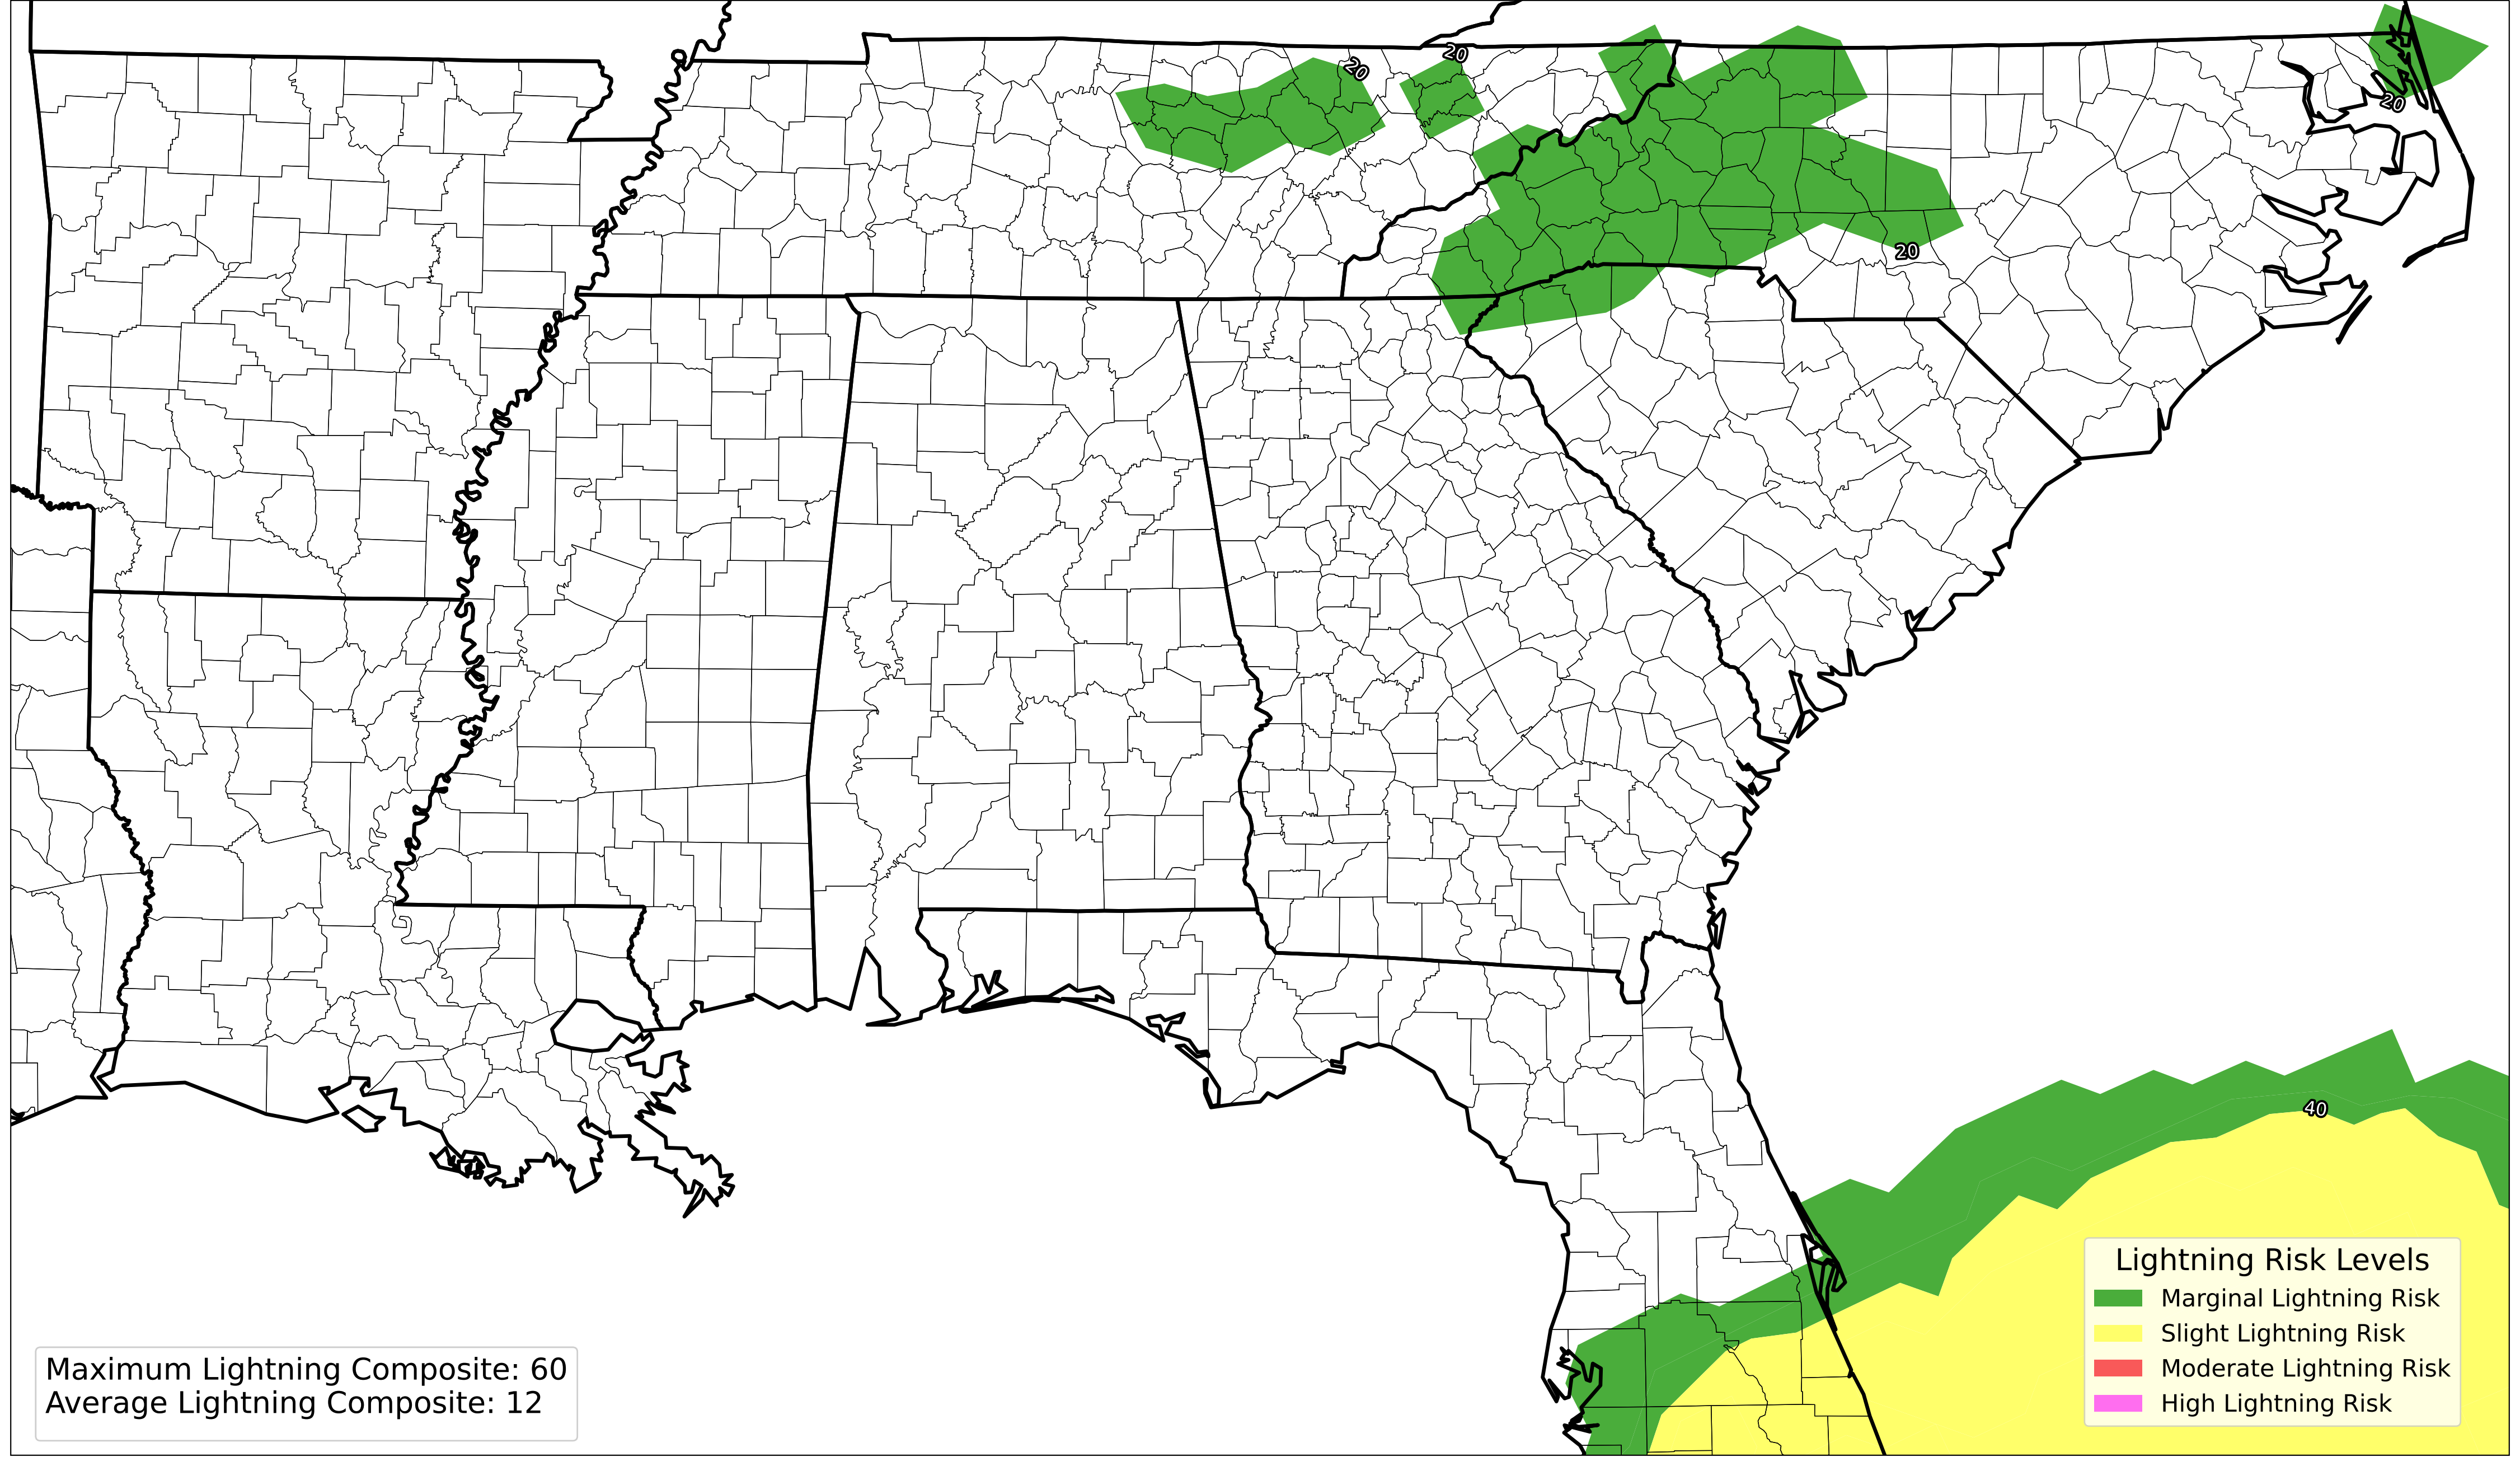 20
20
20
20
40
Lightning Risk Levels
Marginal Lightning Risk
Slight Lightning Risk
Moderate Lightning Risk
High Lightning Risk
Maximum Lightning Composite: 60
Average Lightning Composite: 12